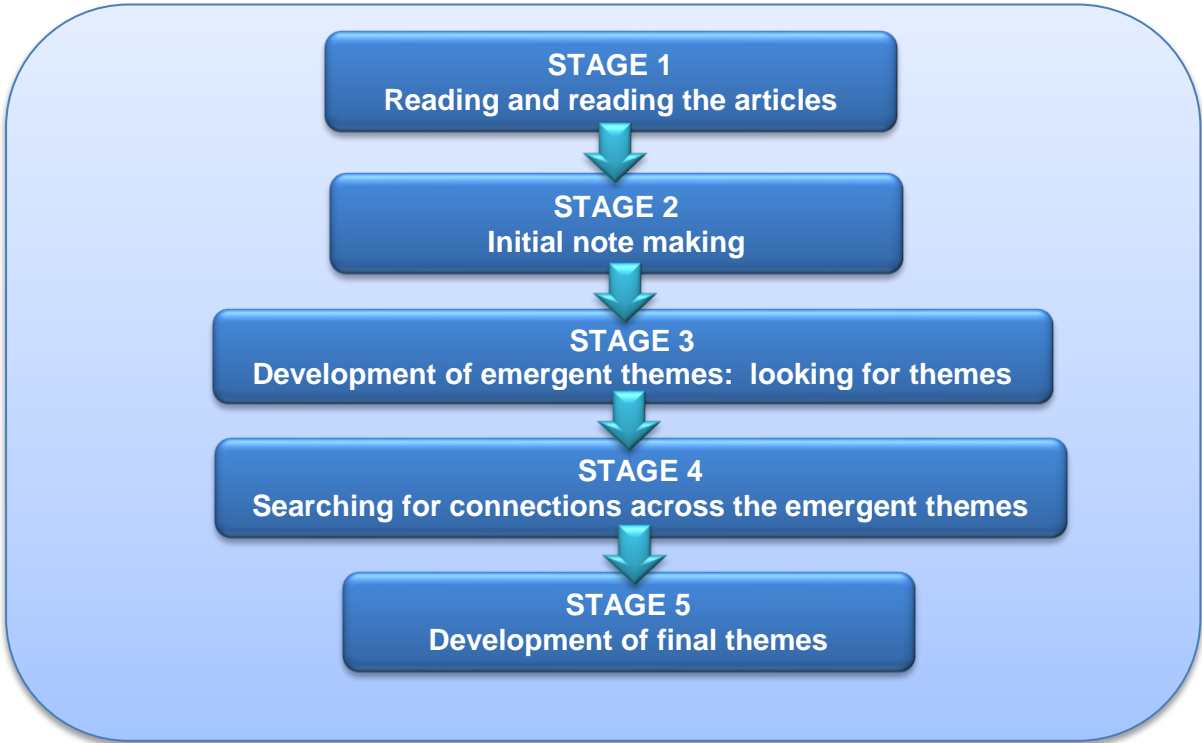 STAGE 1
Reading and reading the articles
STAGE 2
Initial note making
STAGE 3
Development of emergent themes:  looking for themes
STAGE 4
Searching for connections across the emergent themes
STAGE 5
Development of final themes